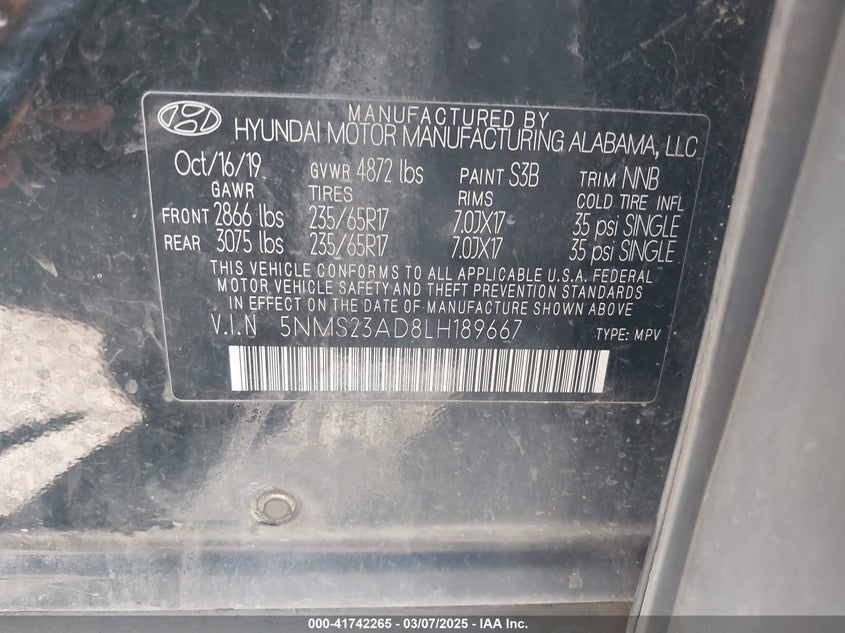 MANUFACTURED BY
HYUNDAI MOTOR MANUFACTURING ALABAMA, LLC
Oct/16/19 GVWR 4872 lbs PAINT S3B TRIM NNB
GAWR TIRES RIMS COLD TIRE INFL
FRONT 2866 lbs 235/65R17 7.0JX17 35 psi SINGLE
REAR 3075 lbs 235/65R17 7.0JX17 35 psi SINGLE
THIS VEHICLE CONFORMS TO ALL APPLICABLE U.S.A. FEDERAL
MOTOR VEHICLE SAFETY AND THEFT PREVENTION STANDARDS
IN EFFECT ON THE DATE OF MANUFACTURE SHOWN ABOVE
V.I.N 5NMS23AD8LH189667 TYPE: MPV
000-41742265 - 03/07/2025 - IAA Inc.